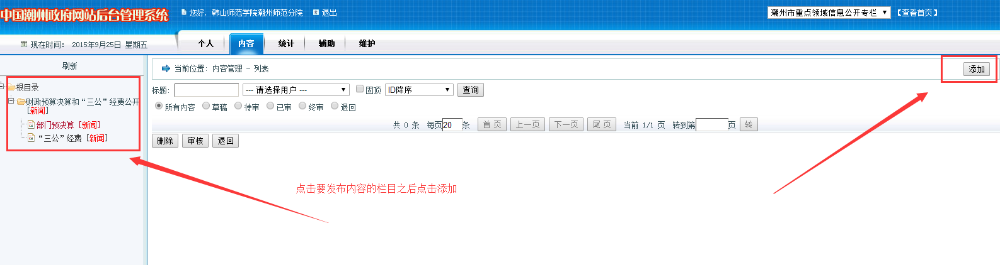 中国潮州政府网站后台管理系统
您好，韩山师范学院潮州师范分院 退出
潮州市重点领域信息公开专栏 【查看首页】
现在时间： 2015年9月25日 星期五
个人 内容 统计 辅助 维护
刷新
当前位置：内容管理 - 列表
添加
根目录
财政预算决算和“三公”经费公开
[新闻]
部门预决算 [新闻]
“三公”经费 [新闻]
标题： --- 请选择用户 --- 固顶 ID降序 查询
所有内容 草稿 待审 已审 终审 退回
共 0 条 每页20条 首 页 上一页 下一页 尾 页 当前 1/1 页 转到第 页 转
删除 审核 退回
点击要发布内容的栏目之后点击添加